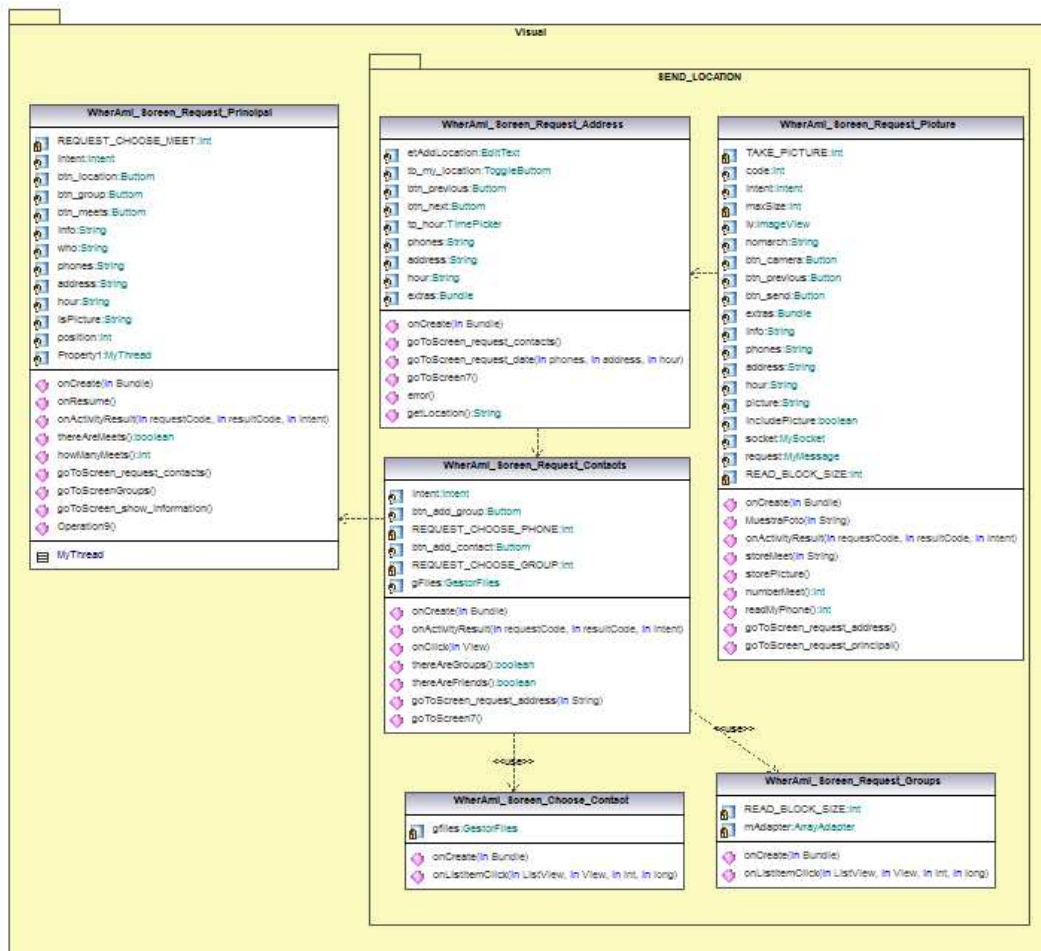 Visual
SEND_LOCATION
WherAmI_Screen_Request_Principal
REQUEST_CHOOSE_MEET:int
intent:Intent
btn_location:Buttom
btn_group:Buttom
btn_meets:Buttom
info:String
who:String
phones:String
address:String
hour:String
isPicture:String
position:int
Property1:MyThread
onCreate(in Bundle)
onResume()
onActivityResult(in requestCode, in resultCode, in intent)
thereAreMeets():boolean
howManyMeets():int
goToScreen_request_contacts()
goToScreenGroups()
goToScreen_show_information()
Operation9()
MyThread
WherAmI_Screen_Request_Address
etAddLocation:EditText
tb_my_location:ToggleButtom
btn_previous:Buttom
btn_next:Buttom
tp_hour:TimePicker
phones:String
address:String
hour:String
extras:Bundle
onCreate(in Bundle)
goToScreen_request_contacts()
goToScreen_request_date(in phones, in address, in hour)
goToScreen7()
error()
getLocation():String
WherAmI_Screen_Request_Picture
TAKE_PICTURE:int
code:int
intent:Intent
maxSize:int
iv:ImageView
nomarch:String
btn_camera:Button
btn_previous:Button
btn_send:Button
extras:Bundle
info:String
phones:String
address:String
hour:String
picture:String
includePicture:boolean
socket:MySocket
request:MyMessage
READ_BLOCK_SIZE:int
onCreate(in Bundle)
MuestraFoto(in String)
onActivityResult(in requestCode, in resultCode, in intent)
storeMeet(in String)
storePicture()
numberMeet():int
readMyPhone():int
goToScreen_request_address()
goToScreen_request_principal()
WherAmI_Screen_Request_Contacts
intent:Intent
btn_add_group:Buttom
REQUEST_CHOOSE_PHONE:int
btn_add_contact:Buttom
REQUEST_CHOOSE_GROUP:int
gFiles:GestorFiles
onCreate(in Bundle)
onActivityResult(in requestCode, in resultCode, in intent)
onClick(in View)
thereAreGroups():boolean
thereAreFriends():boolean
goToScreen_request_address(in String)
goToScreen7()
<<use>>
<<use>>
WherAmI_Screen_Choose_Contact
gfiles:GestorFiles
onCreate(in Bundle)
onListItemClick(in ListView, in View, in int, in long)
WherAmI_Screen_Request_Groups
READ_BLOCK_SIZE:int
mAdapter:ArrayAdapter
onCreate(in Bundle)
onListItemClick(in ListView, in View, in int, in long)